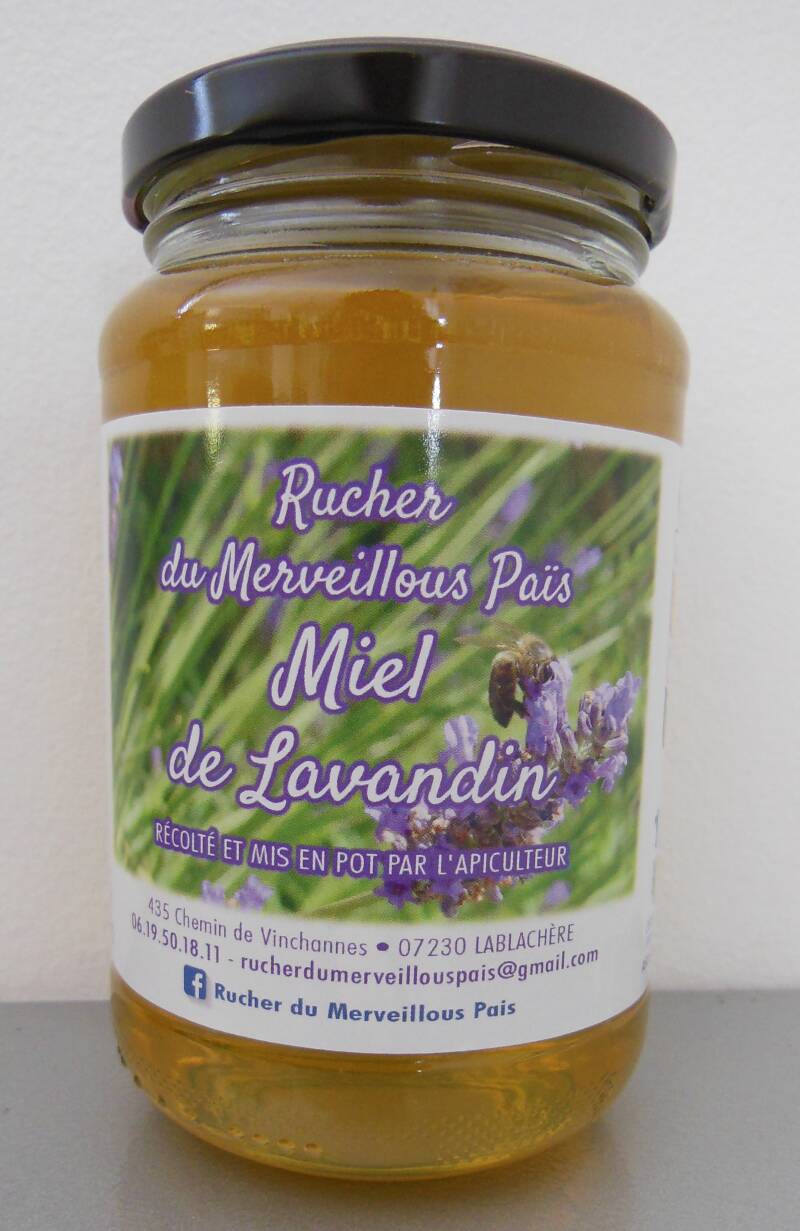 Rucher
du Merveillous Païs
Miel
de Lavandin
RÉCOLTÉ ET MIS EN POT PAR L'APICULTEUR
435 Chemin de Vinchannes • 07230 LABLACHÈRE
06.19.50.18.11 - rucherdumerveillouspais@gmail.com
f Rucher du Merveillous Pais